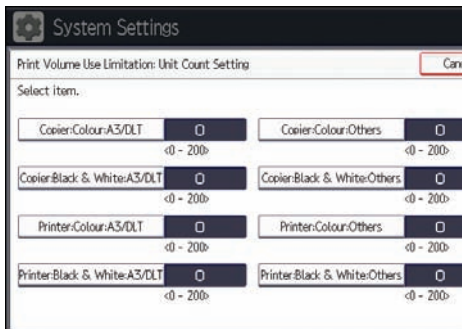 System Settings
Print Volume Use Limitation: Unit Count Setting
Canc
Select item.
Copier:Colour:A3/DLT 0 Copier:Colour:Others 0
<0 - 200> <0 - 200>
Copier:Black & White:A3/DLT 0 Copier:Black & White:Others 0
<0 - 200> <0 - 200>
Printer:Colour:A3/DLT 0 Printer:Colour:Others 0
<0 - 200> <0 - 200>
Printer:Black & White:A3/DLT 0 Printer:Black & White:Others 0
<0 - 200> <0 - 200>